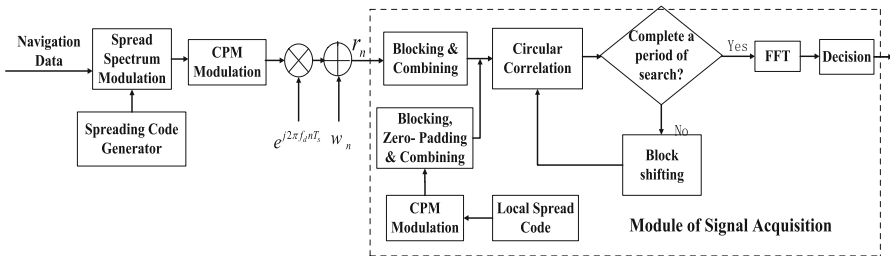 Navigation
Data
Spread
Spectrum
Modulation
CPM
Modulation
Spreading Code
Generator
e^{j2πf_d nT_s}
w_n
r_n
Blocking &
Combining
Circular
Correlation
Complete a
period of
search?
Yes
FFT
Decision
No
Block
shifting
Blocking,
Zero- Padding
& Combining
CPM
Modulation
Local Spread
Code
Module of Signal Acquisition